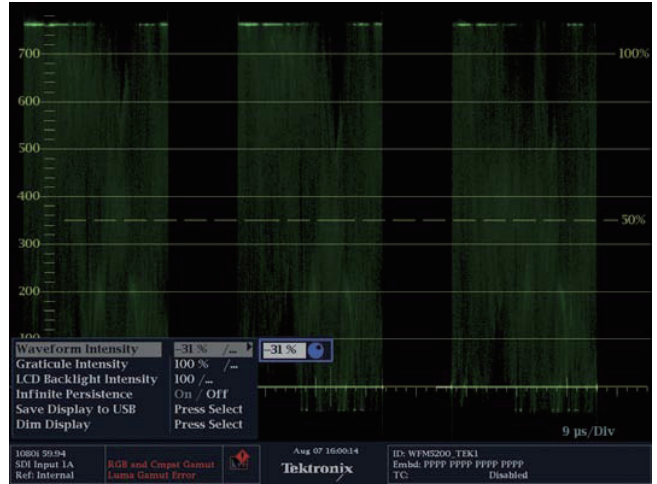 700
100%
600
500
400
50%
300
200
100
Waveform Intensity −31 % /... −31 %
Graticule Intensity 100 % /...
LCD Backlight Intensity 100 /...
Infinite Persistence On / Off
Save Display to USB Press Select
Dim Display Press Select
9 µs/Div
1080i 59.94
SDI Input 1A
Ref: Internal
RGB and Cmpst Gamut
Luma Gamut Error
Aug 07 16:00:14
Tektronix
ID: WFM5200_TEK1
Embd: PPPP PPPP PPPP PPPP
TC: Disabled